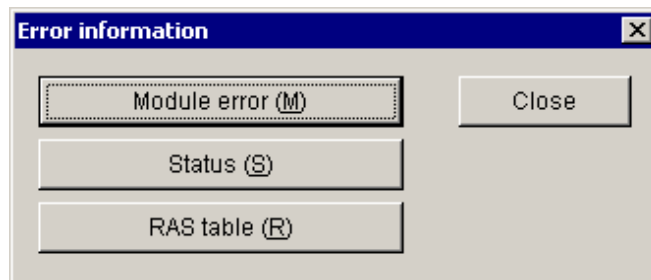 Error information
Module error (M)
Close
Status (S)
RAS table (R)